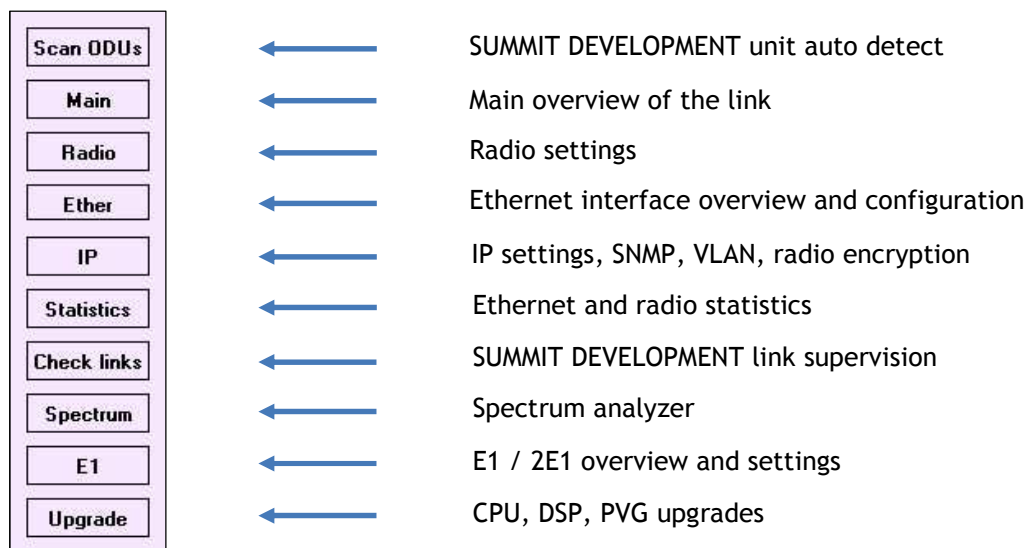 Scan ODUs SUMMIT DEVELOPMENT unit auto detect
Main Main overview of the link
Radio Radio settings
Ether Ethernet interface overview and configuration
IP IP settings, SNMP, VLAN, radio encryption
Statistics Ethernet and radio statistics
Check links SUMMIT DEVELOPMENT link supervision
Spectrum Spectrum analyzer
E1 E1 / 2E1 overview and settings
Upgrade CPU, DSP, PVG upgrades